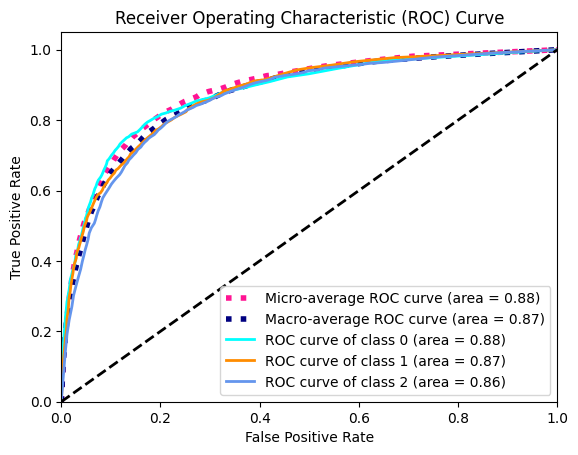 Receiver Operating Characteristic (ROC) Curve
True Positive Rate
1.0
0.8
0.6
0.4
0.2
0.0
Micro-average ROC curve (area = 0.88)
Macro-average ROC curve (area = 0.87)
ROC curve of class 0 (area = 0.88)
ROC curve of class 1 (area = 0.87)
ROC curve of class 2 (area = 0.86)
0.0 0.2 0.4 0.6 0.8 1.0
False Positive Rate